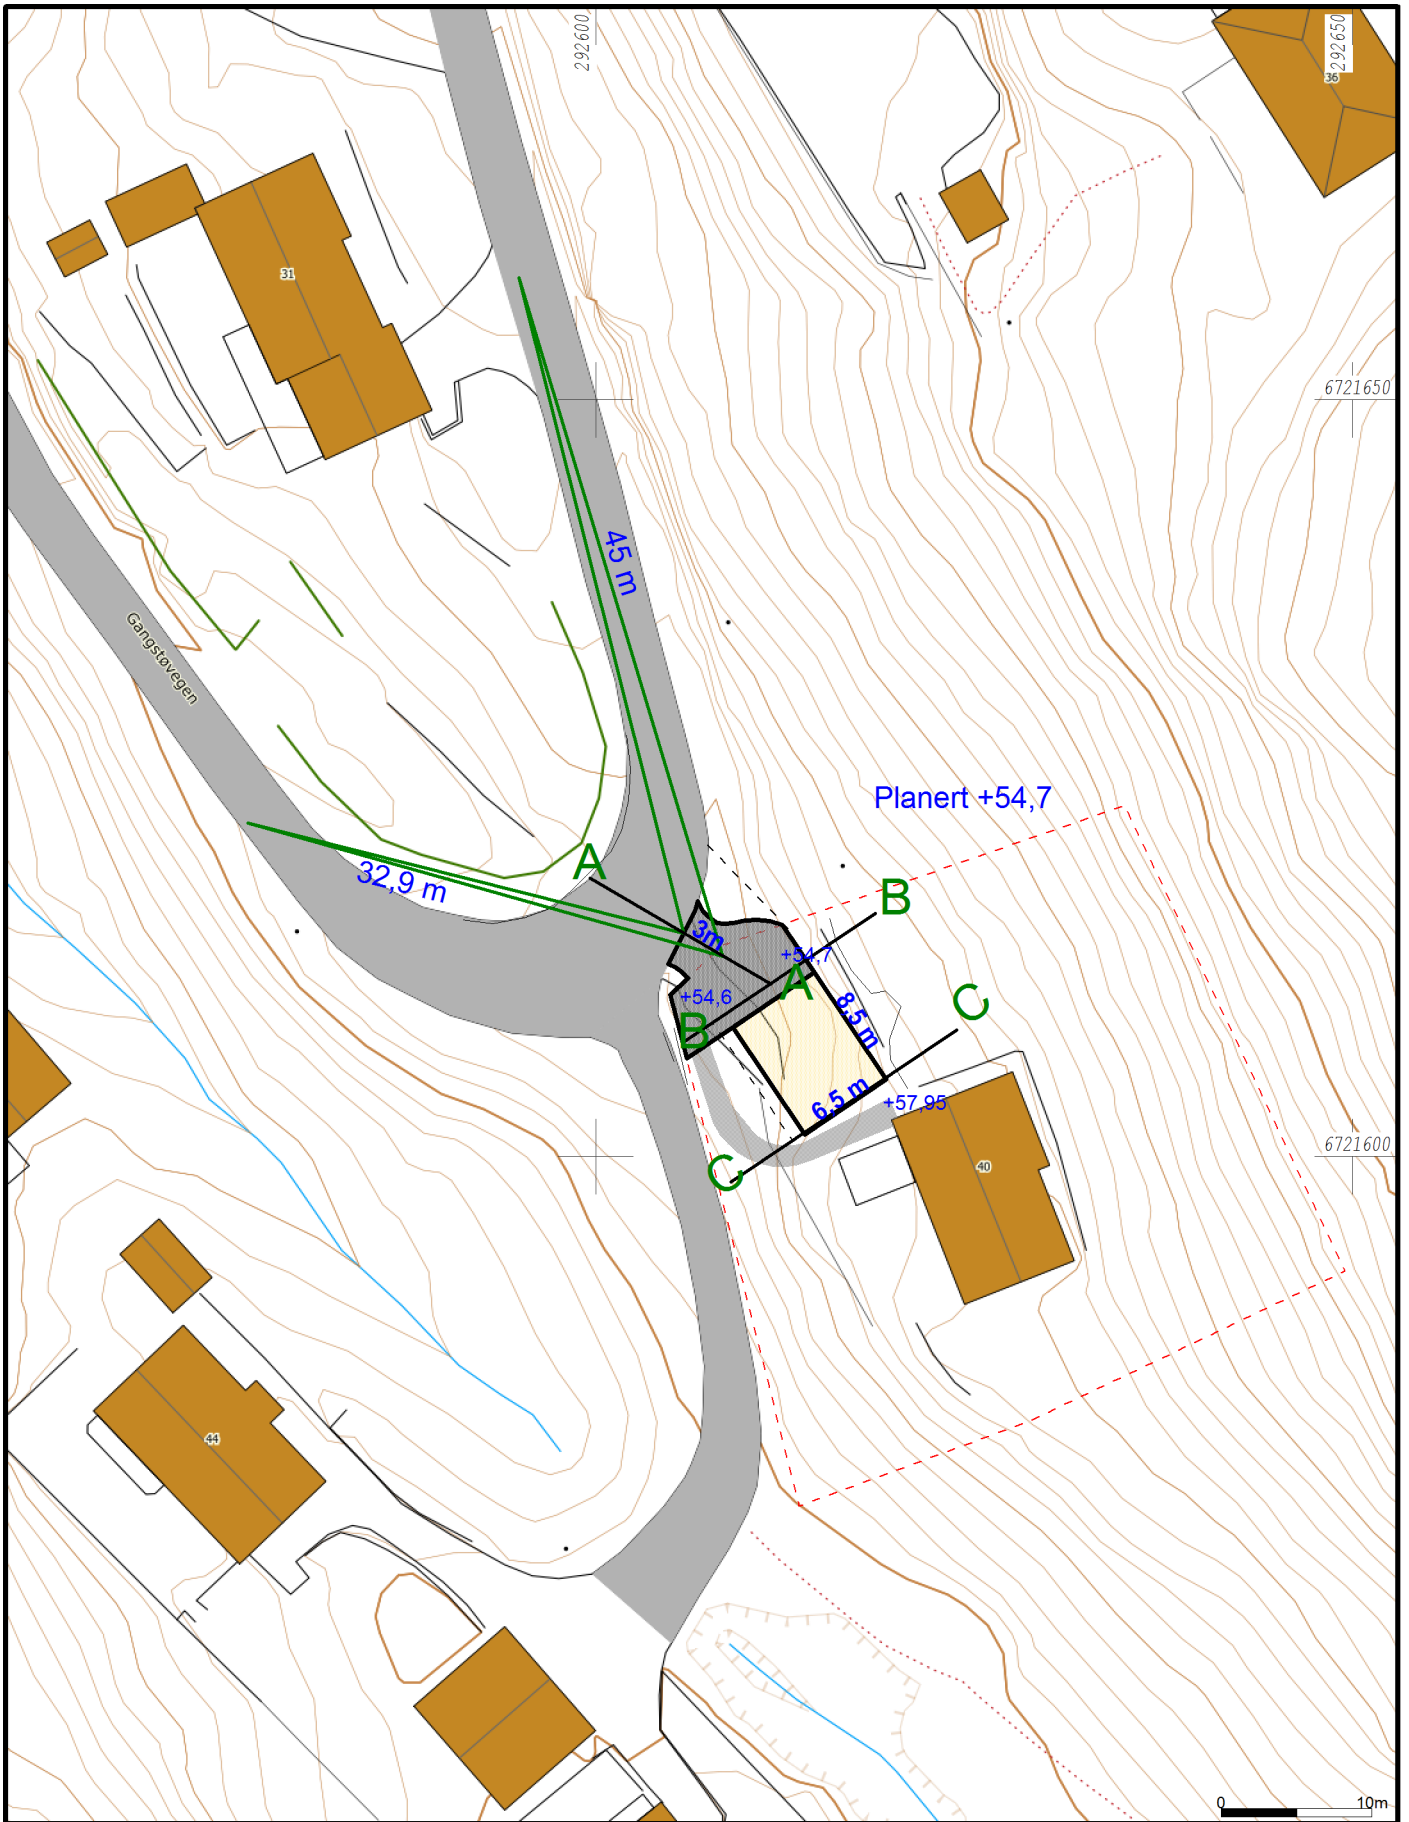 292600
292650
36
31
6721650
45 m
Gangstøvegen
Planert +54,7
A
32,9 m
B
3m
+54,7
A
+54,6
8,5 m
C
B
6,5 m
+57,95
6721600
40
C
44
0
10m